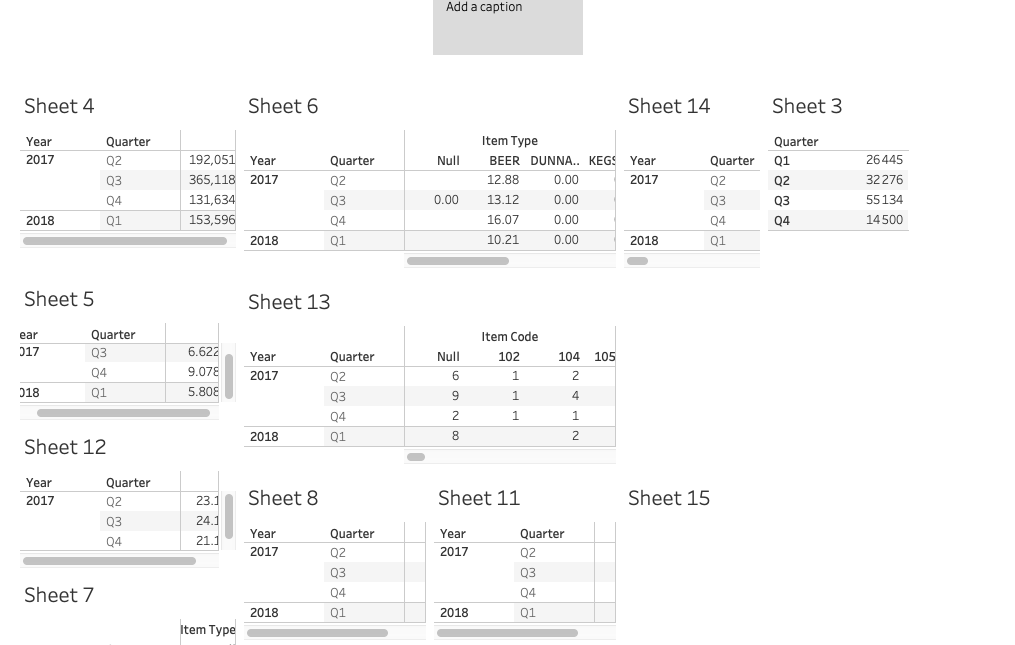 Add a caption
Sheet 4
Year Quarter
2017 Q2 192,051
Q3 365,118
Q4 131,634
2018 Q1 153,596
Sheet 6
Item Type
Year Quarter Null BEER DUNNA.. KEGS
2017 Q2 12.88 0.00
Q3 0.00 13.12 0.00
Q4 16.07 0.00
2018 Q1 10.21 0.00
Sheet 14
Year Quarter
2017 Q2
Q3
Q4
2018 Q1
Sheet 3
Quarter
Q1 26445
Q2 32276
Q3 55134
Q4 14500
Sheet 5
ear Quarter
017 Q3 6.622
Q4 9.078
018 Q1 5.808
Sheet 13
Item Code
Year Quarter Null 102 104 105
2017 Q2 6 1 2
Q3 9 1 4
Q4 2 1 1
2018 Q1 8 2
Sheet 12
Year Quarter
2017 Q2 23.1
Q3 24.1
Q4 21.1
Sheet 8
Year Quarter
2017 Q2
Q3
Q4
2018 Q1
Sheet 11
Year Quarter
2017 Q2
Q3
Q4
2018 Q1
Sheet 15
Sheet 7
Item Type